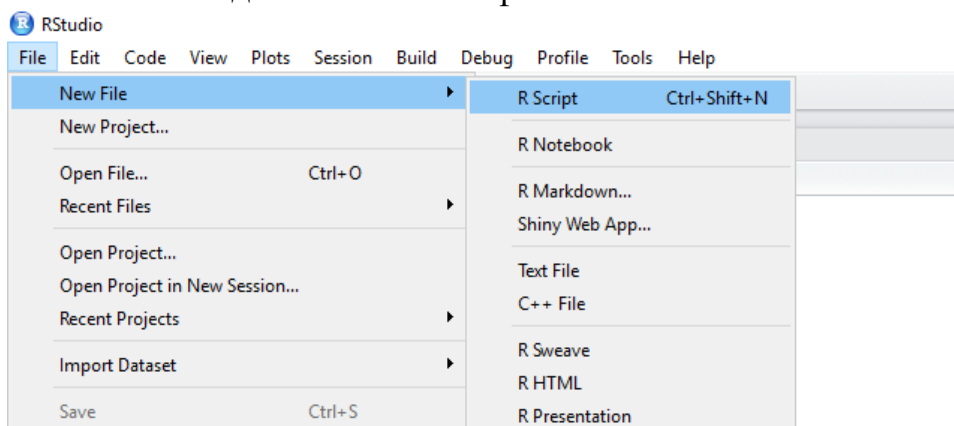 RStudio
File Edit Code View Plots Session Build Debug Profile Tools Help
New File
New Project...
Open File... Ctrl+O
Recent Files
Open Project...
Open Project in New Session...
Recent Projects
Import Dataset
Save Ctrl+S
R Script Ctrl+Shift+N
R Notebook
R Markdown...
Shiny Web App...
Text File
C++ File
R Sweave
R HTML
R Presentation